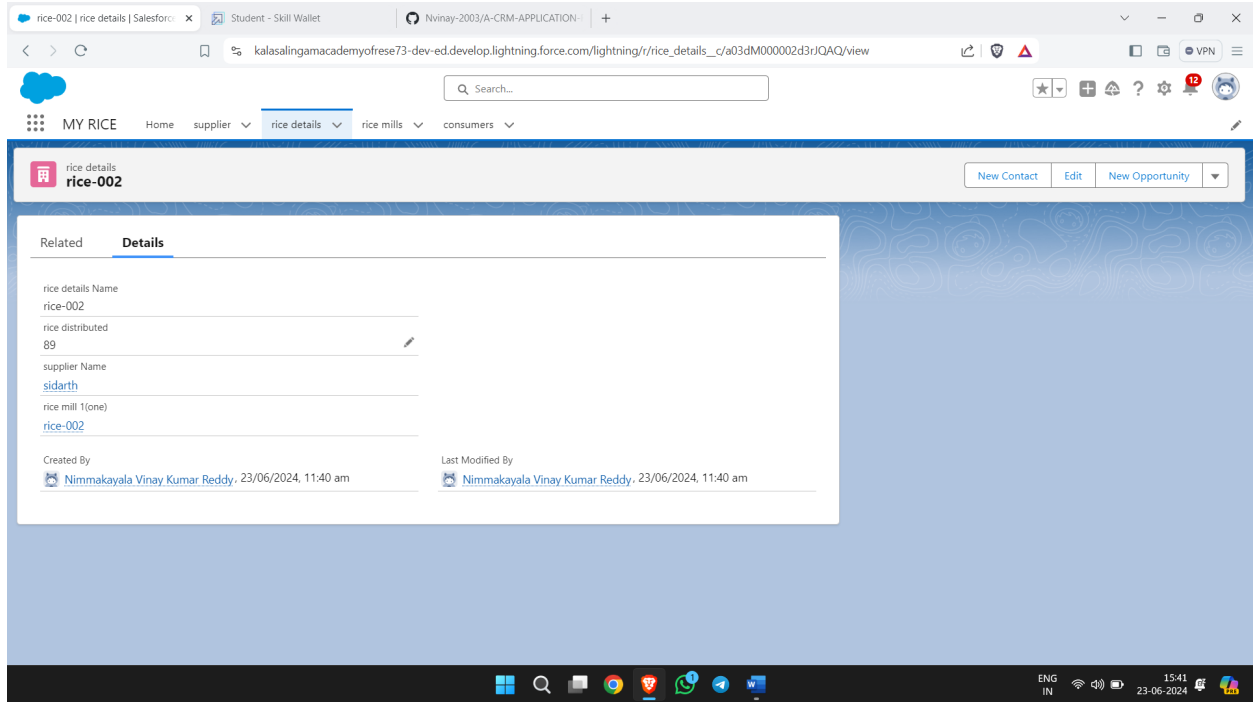 rice-002 | rice details | Salesforce
Student - Skill Wallet
Nvinay-2003/A-CRM-APPLICATION-
kalasalingamacademyofrese73-dev-ed.develop.lightning.force.com/lightning/r/rice_details__c/a03dM000002d3rJQAQ/view
VPN
Search...
12
MY RICE Home supplier rice details rice mills consumers
rice details
rice-002
New Contact Edit New Opportunity
Related Details
rice details Name
rice-002
rice distributed
89
supplier Name
sidarth
rice mill 1(one)
rice-002
Created By Last Modified By
Nimmakayala Vinay Kumar Reddy, 23/06/2024, 11:40 am Nimmakayala Vinay Kumar Reddy, 23/06/2024, 11:40 am
1
ENG
IN
15:41
23-06-2024
PRE